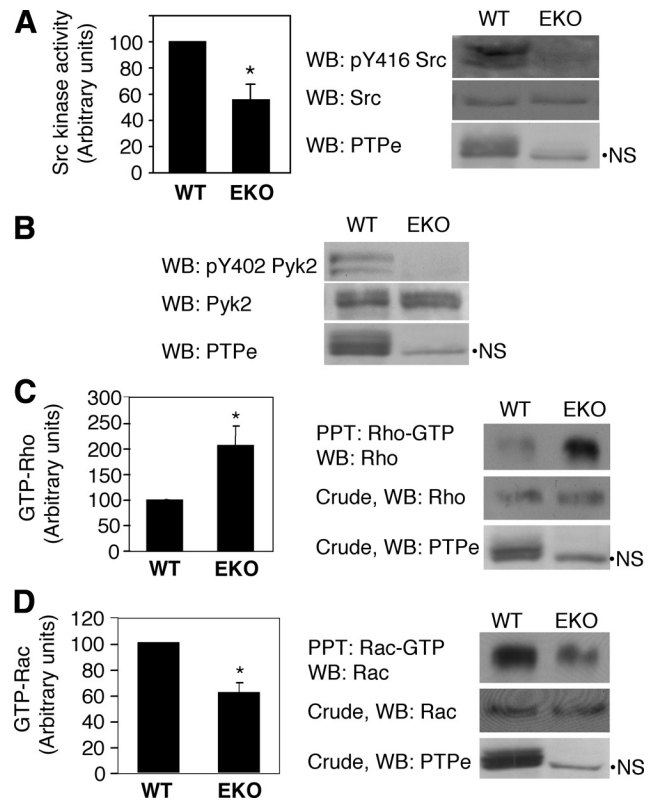 A
Src kinase activity
(Arbitrary units)
100
80
60
40
20
0
*
WT EKO
WT EKO
WB: pY416 Src
WB: Src
WB: PTPe
•NS
B
WT EKO
WB: pY402 Pyk2
WB: Pyk2
WB: PTPe
•NS
C
GTP-Rho
(Arbitrary units)
300
250
200
150
100
50
0
*
WT EKO
WT EKO
PPT: Rho-GTP
WB: Rho
Crude, WB: Rho
Crude, WB: PTPe
•NS
D
GTP-Rac
(Arbitrary units)
120
100
80
60
40
20
0
*
WT EKO
WT EKO
PPT: Rac-GTP
WB: Rac
Crude, WB: Rac
Crude, WB: PTPe
•NS